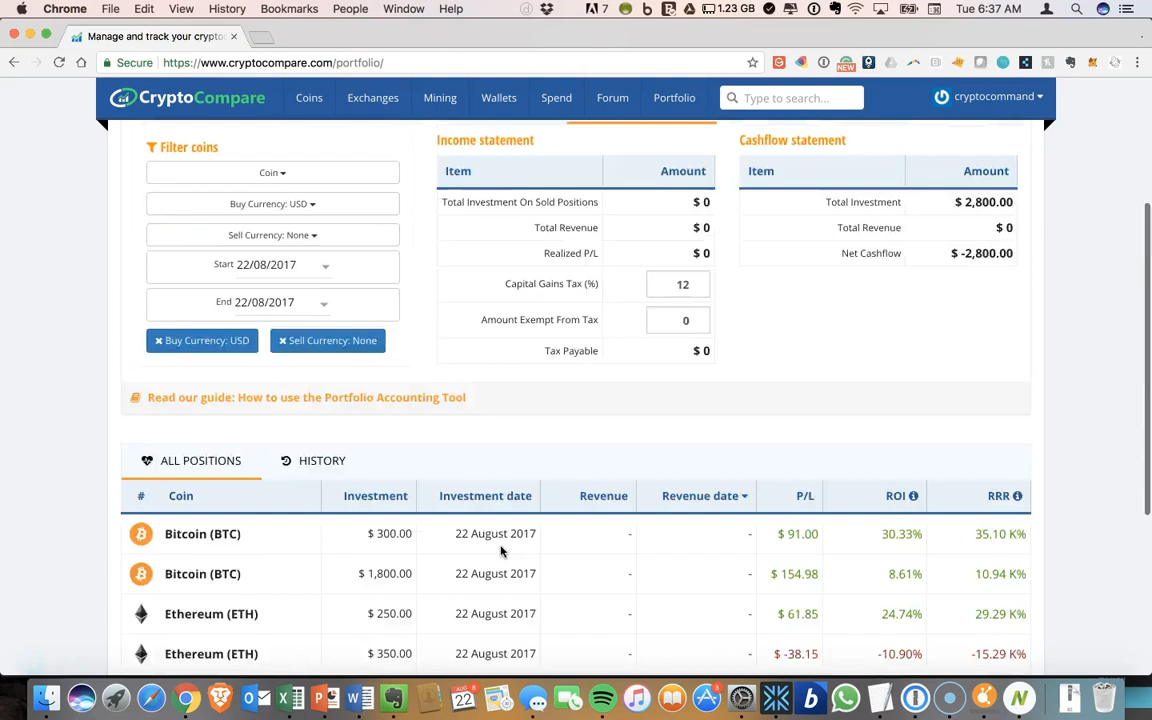 Chrome File Edit View History Bookmarks People Window Help 7 1.23 GB Tue 6:37 AM
Manage and track your crypto
Secure https://www.cryptocompare.com/portfolio/ NEW
CryptoCompare Coins Exchanges Mining Wallets Spend Forum Portfolio Type to search... cryptocommand
Filter coins Income statement Cashflow statement
Coin Item Amount Item Amount
Buy Currency: USD Total Investment On Sold Positions $ 0 Total Investment $ 2,800.00
Sell Currency: None Total Revenue $ 0 Total Revenue $ 0
Start 22/08/2017 Realized P/L $ 0 Net Cashflow $ -2,800.00
End 22/08/2017 Capital Gains Tax (%) 12
Amount Exempt From Tax 0
Buy Currency: USD Sell Currency: None Tax Payable $ 0
Read our guide: How to use the Portfolio Accounting Tool
ALL POSITIONS HISTORY
# Coin Investment Investment date Revenue Revenue date P/L ROI RRR
Bitcoin (BTC) $ 300.00 22 August 2017 - - $ 91.00 30.33% 35.10 K%
Bitcoin (BTC) $ 1,800.00 22 August 2017 - - $ 154.98 8.61% 10.94 K%
Ethereum (ETH) $ 250.00 22 August 2017 - - $ 61.85 24.74% 29.29 K%
Ethereum (ETH) $ 350.00 22 August 2017 - - $ -38.15 -10.90% -15.29 K%
AUG 22